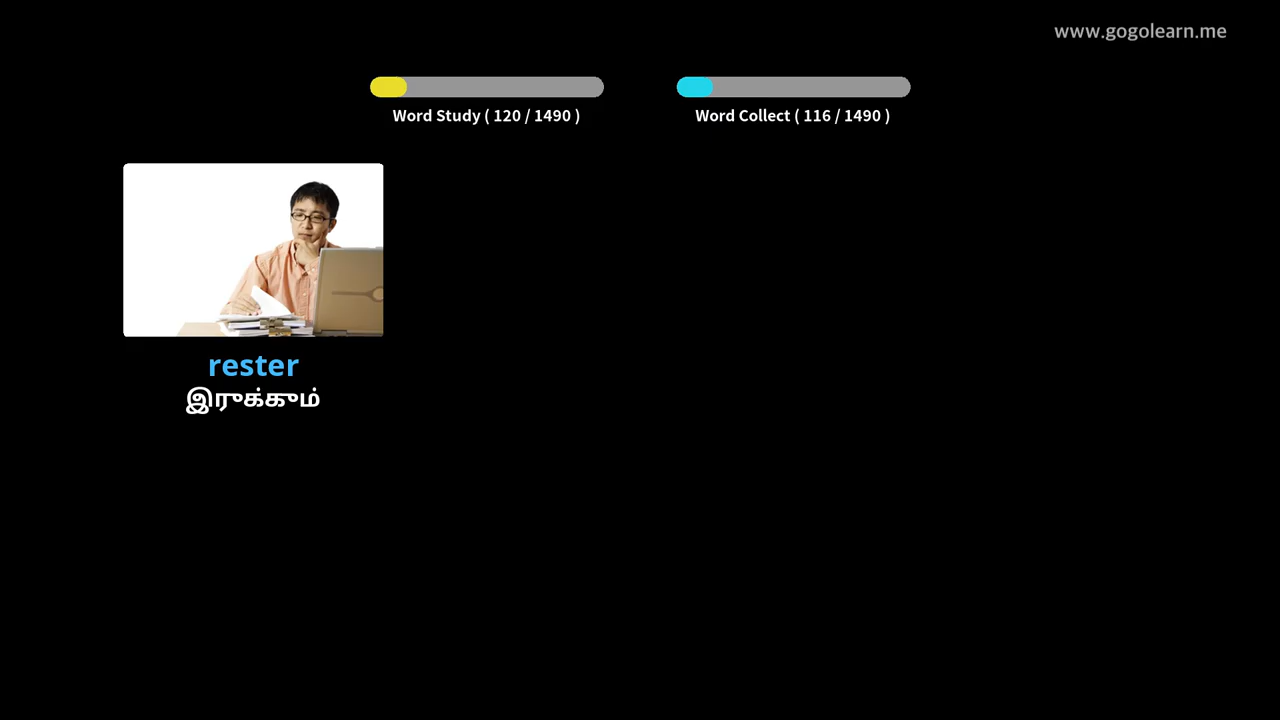 www.gogolearn.me
Word Study ( 120 / 1490 )
Word Collect ( 116 / 1490 )
rester
இருக்கும்